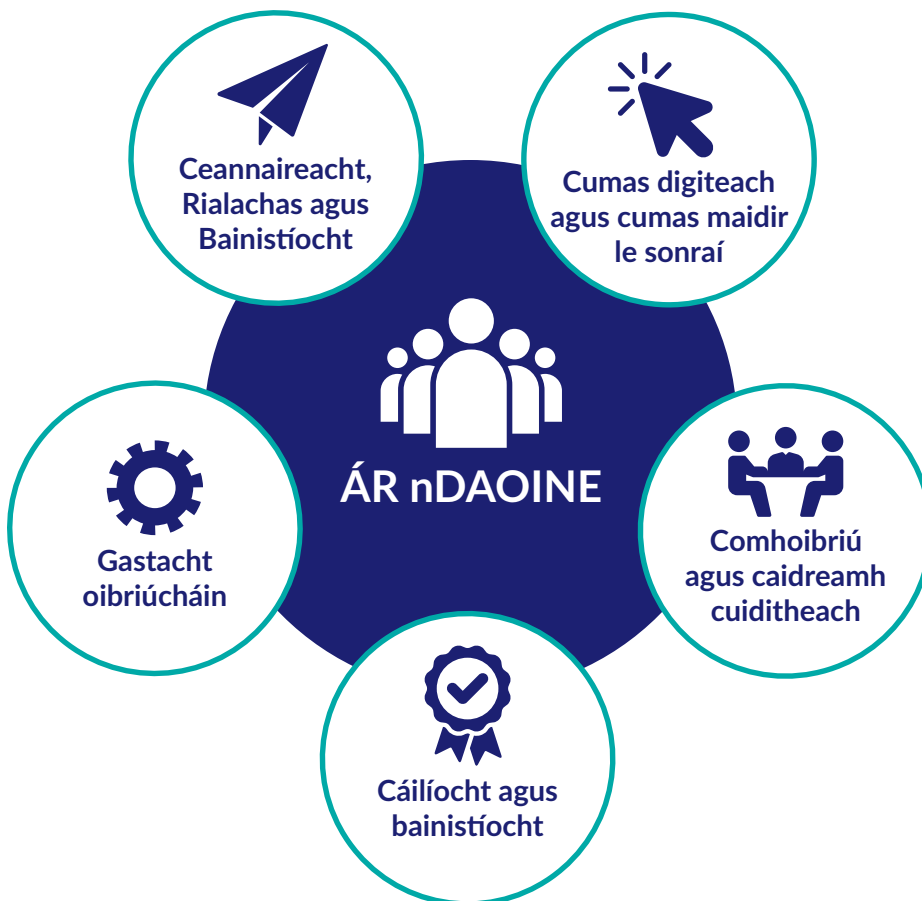 Ceannaireacht,
Rialachas agus
Bainistíocht
Cumas digiteach
agus cumas maidir
le sonraí
ÁR nDAOINE
Gastacht
oibriúcháin
Comhoibriú
agus caidreamh
cuiditheach
Cáilíocht agus
bainistíocht